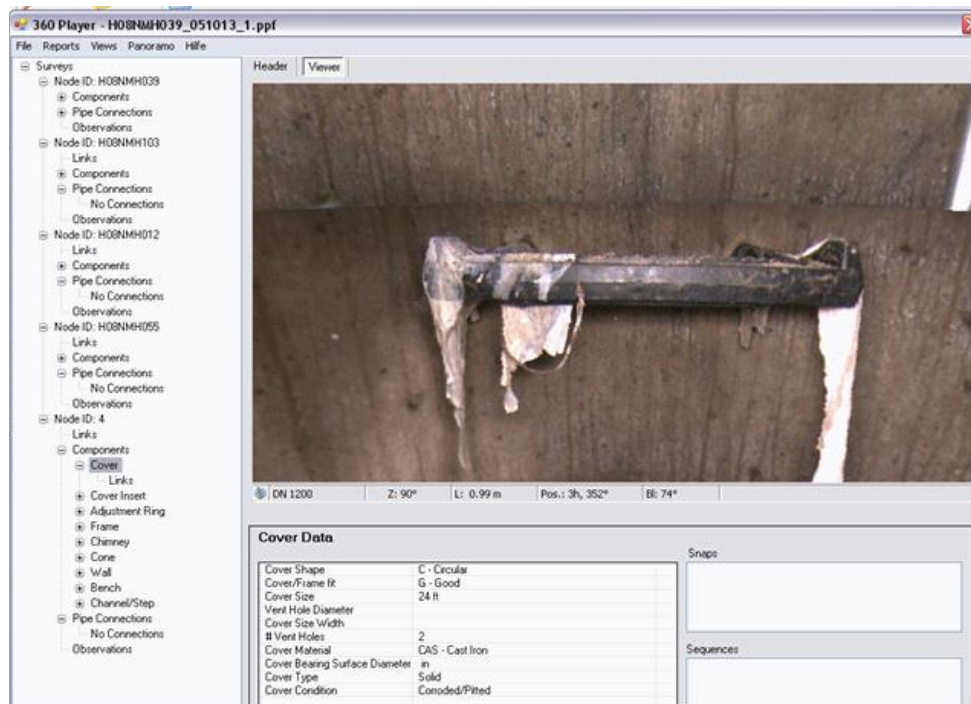 360 Player - H08NMH039_051013_1.ppf
File Reports Views Panoramo Hilfe
Surveys
Node ID: H08NMH039
Components
Pipe Connections
Observations
Node ID: H08NMH103
Links
Components
Pipe Connections
No Connections
Observations
Node ID: H08NMH012
Links
Components
Pipe Connections
No Connections
Observations
Node ID: H08NMH055
Links
Components
Pipe Connections
No Connections
Observations
Node ID: 4
Links
Components
Cover
Links
Cover Insert
Adjustment Ring
Frame
Chimney
Cone
Wall
Bench
Channel/Step
Pipe Connections
No Connections
Observations
Header Viewer
DN 1200 Z: 90° L: 0.99 m Pos.: 3h, 352° Bl: 74°
Cover Data
Cover Shape C - Circular
Cover/Frame fit G - Good
Cover Size 24 ft
Vent Hole Diameter
Cover Size Width
# Vent Holes 2
Cover Material CAS - Cast Iron
Cover Bearing Surface Diameter in
Cover Type Solid
Cover Condition Corroded/Pitted
Snaps
Sequences